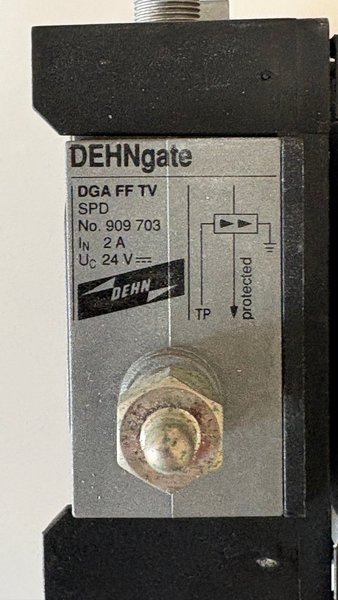 DEHNgate
DGA FF TV
SPD
No. 909 703
IN 2 A
UC 24 V ⎓
DEHN
TP
protected